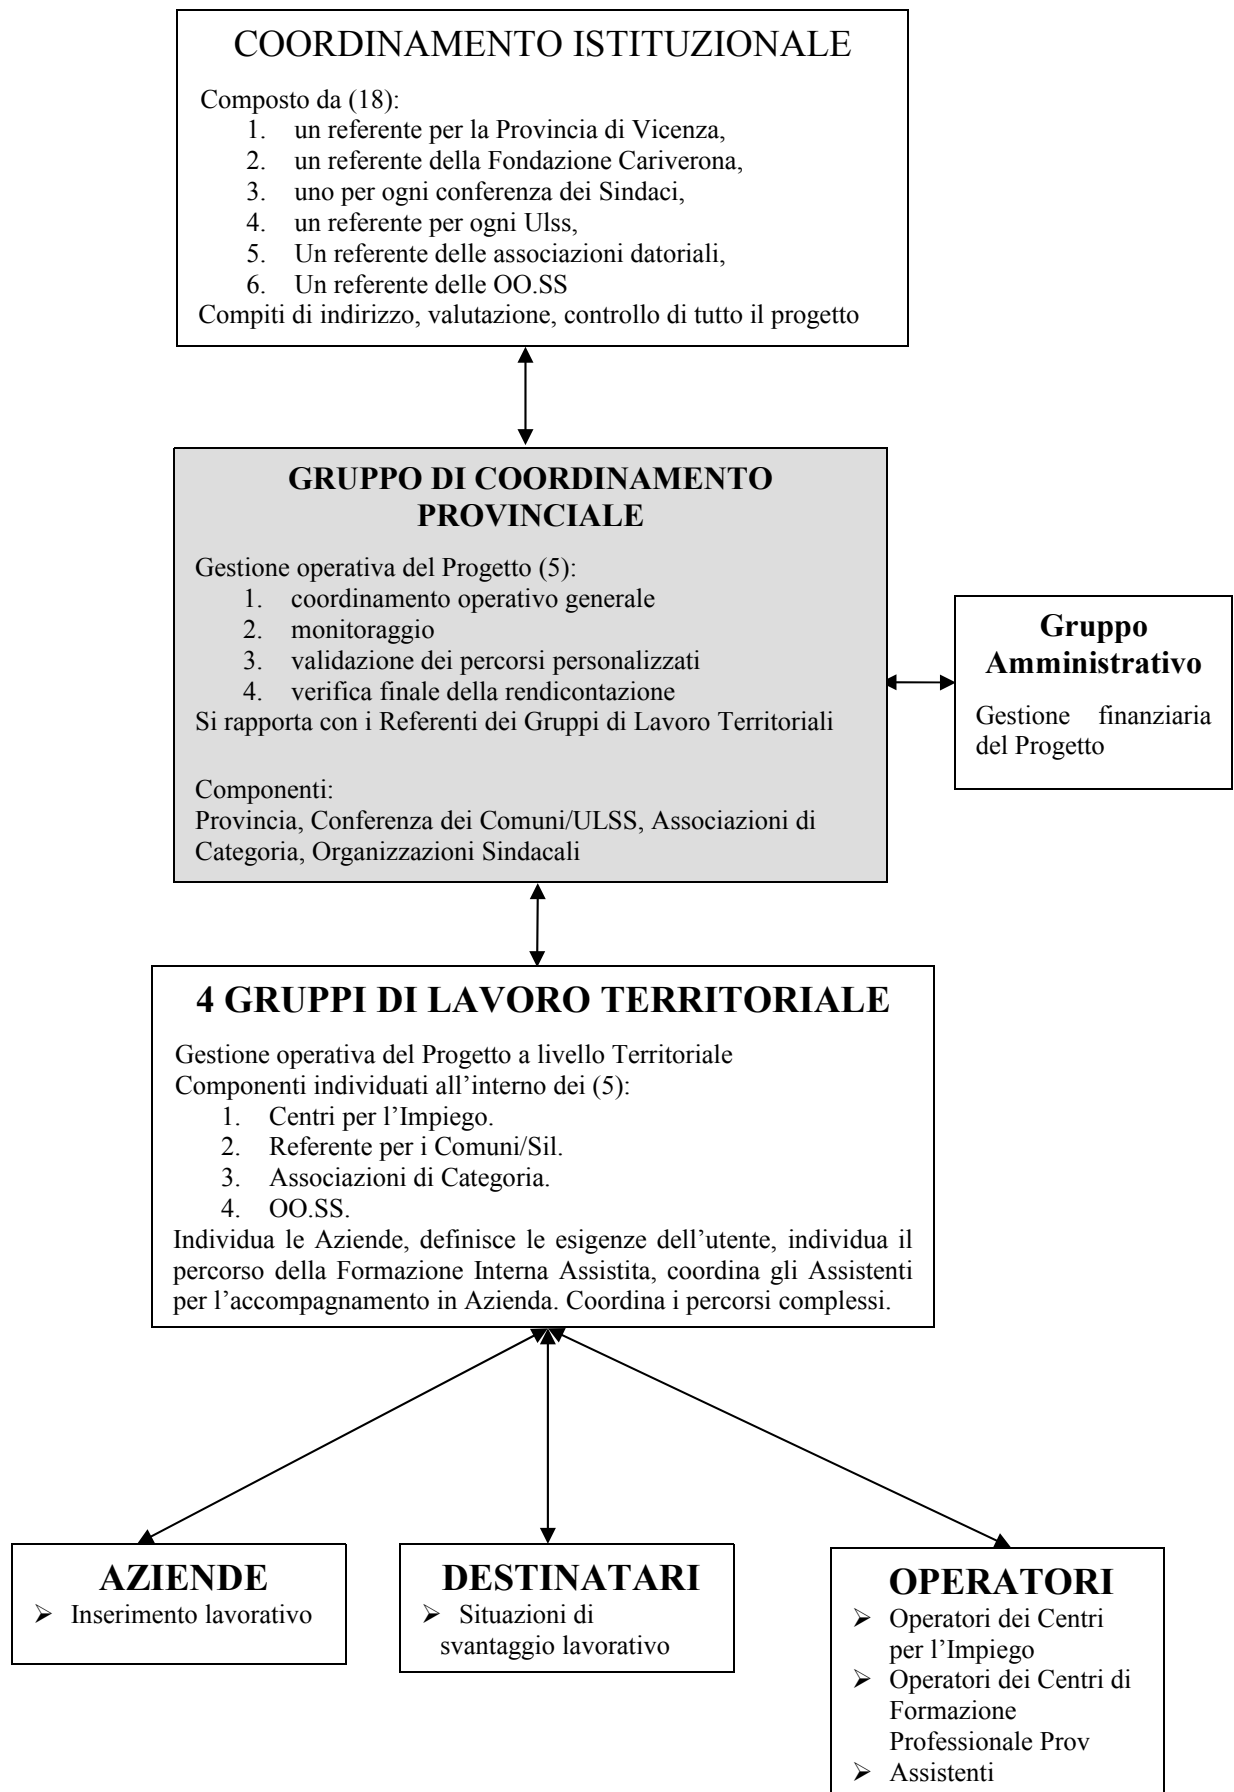 COORDINAMENTO ISTITUZIONALE
Composto da (18):
1. un referente per la Provincia di Vicenza,
2. un referente della Fondazione Cariverona,
3. uno per ogni conferenza dei Sindaci,
4. un referente per ogni Ulss,
5. Un referente delle associazioni datoriali,
6. Un referente delle OO.SS
Compiti di indirizzo, valutazione, controllo di tutto il progetto
GRUPPO DI COORDINAMENTO
PROVINCIALE
Gestione operativa del Progetto (5):
1. coordinamento operativo generale
2. monitoraggio
3. validazione dei percorsi personalizzati
4. verifica finale della rendicontazione
Si rapporta con i Referenti dei Gruppi di Lavoro Territoriali
Componenti:
Provincia, Conferenza dei Comuni/ULSS, Associazioni di
Categoria, Organizzazioni Sindacali
Gruppo
Amministrativo
Gestione finanziaria
del Progetto
4 GRUPPI DI LAVORO TERRITORIALE
Gestione operativa del Progetto a livello Territoriale
Componenti individuati all’interno dei (5):
1. Centri per l’Impiego.
2. Referente per i Comuni/Sil.
3. Associazioni di Categoria.
4. OO.SS.
Individua le Aziende, definisce le esigenze dell’utente, individua il
percorso della Formazione Interna Assistita, coordina gli Assistenti
per l’accompagnamento in Azienda. Coordina i percorsi complessi.
AZIENDE
➢ Inserimento lavorativo
DESTINATARI
➢ Situazioni di
svantaggio lavorativo
OPERATORI
➢ Operatori dei Centri
per l’Impiego
➢ Operatori dei Centri di
Formazione
Professionale Prov
➢ Assistenti